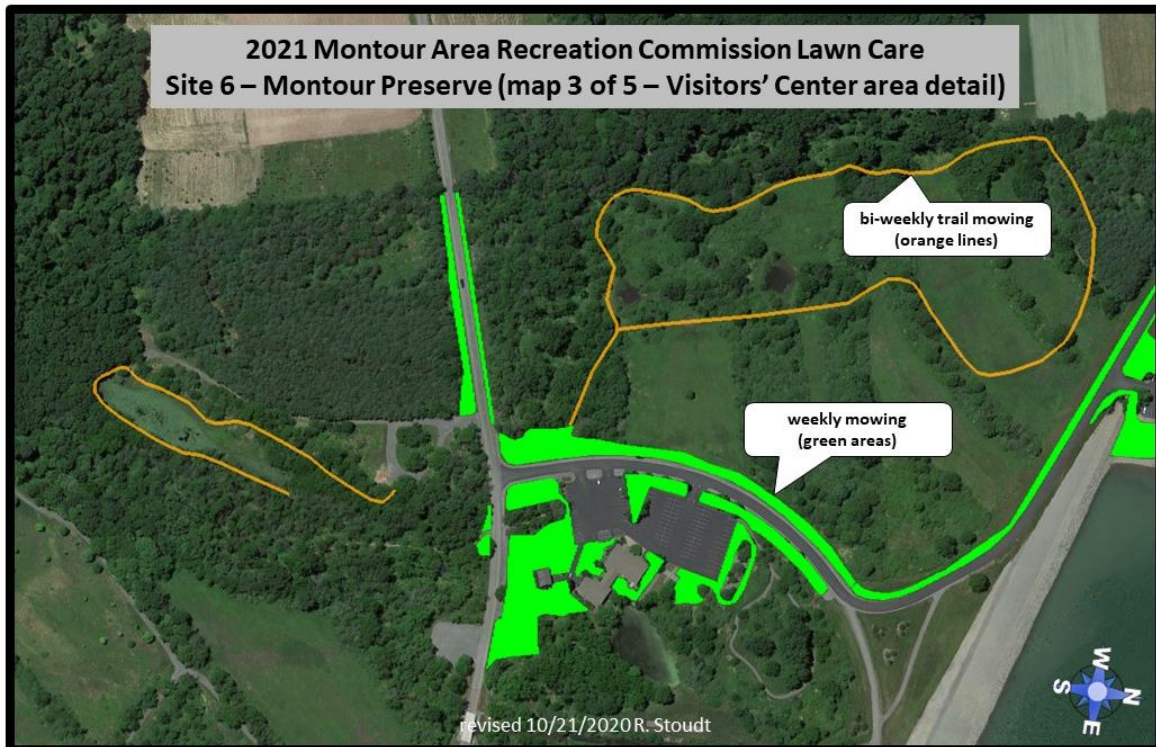 2021 Montour Area Recreation Commission Lawn Care
Site 6 – Montour Preserve (map 3 of 5 – Visitors’ Center area detail)
bi-weekly trail mowing
(orange lines)
weekly mowing
(green areas)
W
N
S
E
revised 10/21/2020 R. Stoudt